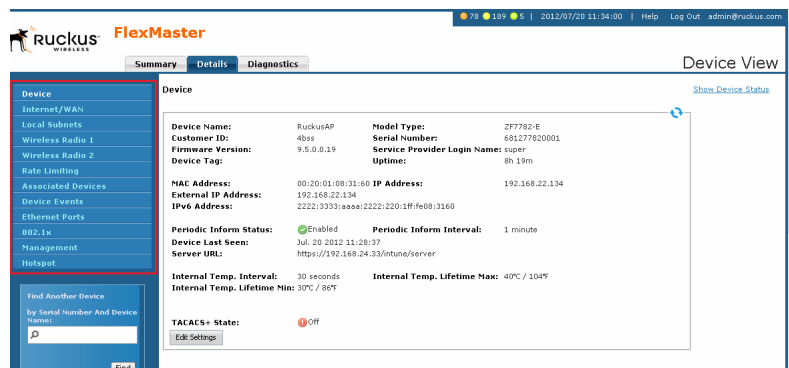 78 189 5 | 2012/07/20 11:34:00 | Help Log Out admin@ruckus.com
RUCKUS
WIRELESS
FlexMaster
Summary Details Diagnostics
Device View
Device
Internet/WAN
Local Subnets
Wireless Radio 1
Wireless Radio 2
Rate Limiting
Associated Devices
Device Events
Ethernet Ports
802.1x
Management
Hotspot
Find Another Device
by Serial Number And Device
Name:
Find
Device
Show Device Status
Device Name: RuckusAP Model Type: ZF7782-E
Customer ID: 4bss Serial Number: 681277820001
Firmware Version: 9.5.0.0.19 Service Provider Login Name: super
Device Tag: Uptime: 8h 19m
MAC Address: 00:20:01:08:31:60 IP Address: 192.168.22.134
External IP Address: 192.168.22.134
IPv6 Address: 2222:3333:aaaa:2222:220:1ff:fe08:3160
Periodic Inform Status: Enabled Periodic Inform Interval: 1 minute
Device Last Seen: Jul. 20 2012 11:28:37
Server URL: https://192.168.24.33/intune/server
Internal Temp. Interval: 30 seconds Internal Temp. Lifetime Max: 40°C / 104°F
Internal Temp. Lifetime Min: 30°C / 86°F
TACACS+ State: Off
Edit Settings